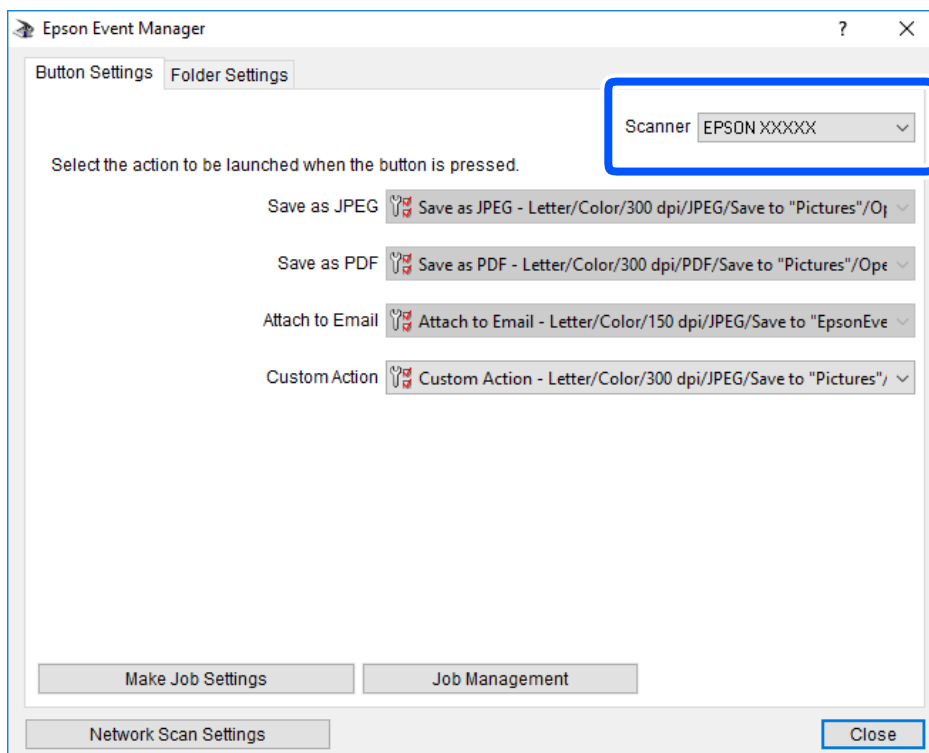 Epson Event Manager
Button Settings
Folder Settings
Scanner EPSON XXXXX
Select the action to be launched when the button is pressed.
Save as JPEG Save as JPEG - Letter/Color/300 dpi/JPEG/Save to "Pictures"/Op
Save as PDF Save as PDF - Letter/Color/300 dpi/PDF/Save to "Pictures"/Ope
Attach to Email Attach to Email - Letter/Color/150 dpi/JPEG/Save to "EpsonEve
Custom Action Custom Action - Letter/Color/300 dpi/JPEG/Save to "Pictures"/
Make Job Settings
Job Management
Network Scan Settings
Close